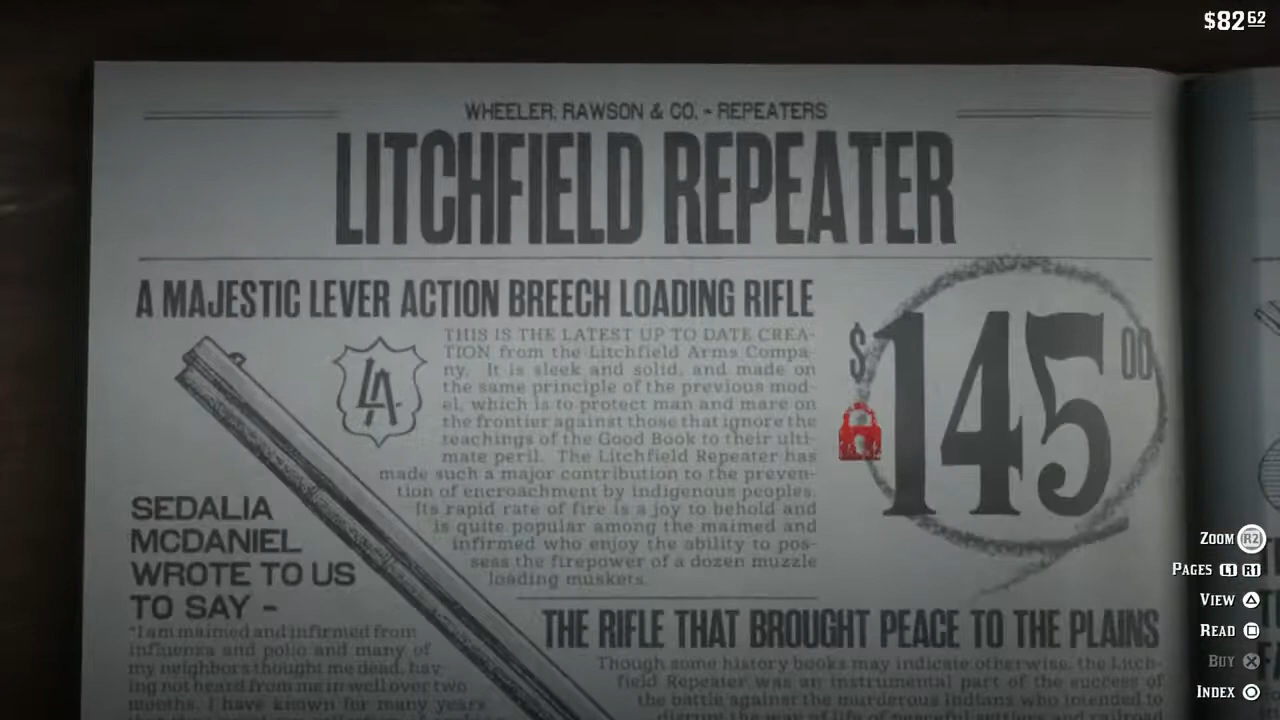 $82 62
WHEELER, RAWSON & CO. - REPEATERS
LITCHFIELD REPEATER
A MAJESTIC LEVER ACTION BREECH LOADING RIFLE
$145 00
LA
THIS IS THE LATEST UP TO DATE CREA-
TION from the Litchfield Arms Compa-
ny. It is sleek and solid, and made on
the same principle of the previous mod-
el, which is to protect man and mare on
the frontier against those that ignore the
teachings of the Good Book to their ulti-
mate peril. The Litchfield Repeater has
made such a major contribution to the preven-
tion of encroachment by indigenous peoples.
Its rapid rate of fire is a joy to behold and
is quite popular among the maimed and
infirmed who enjoy the ability to pos-
sess the firepower of a dozen muzzle
loading muskets.
SEDALIA
MCDANIEL
WROTE TO US
TO SAY -
"I am maimed and infirmed from
influenza and polio and many of
my neighbors thought me dead, hav-
ing not heard from me in well over two
months. I have known for many years
THE RIFLE THAT BROUGHT PEACE TO THE PLAINS
Though some history books may indicate otherwise, the Litch-
field Repeater was an instrumental part of the success of
the battle against the murderous Indians who intended to
disrupt the way of life of peaceful settlers and
ZOOM R2
PAGES L1 R1
VIEW
READ
BUY
INDEX